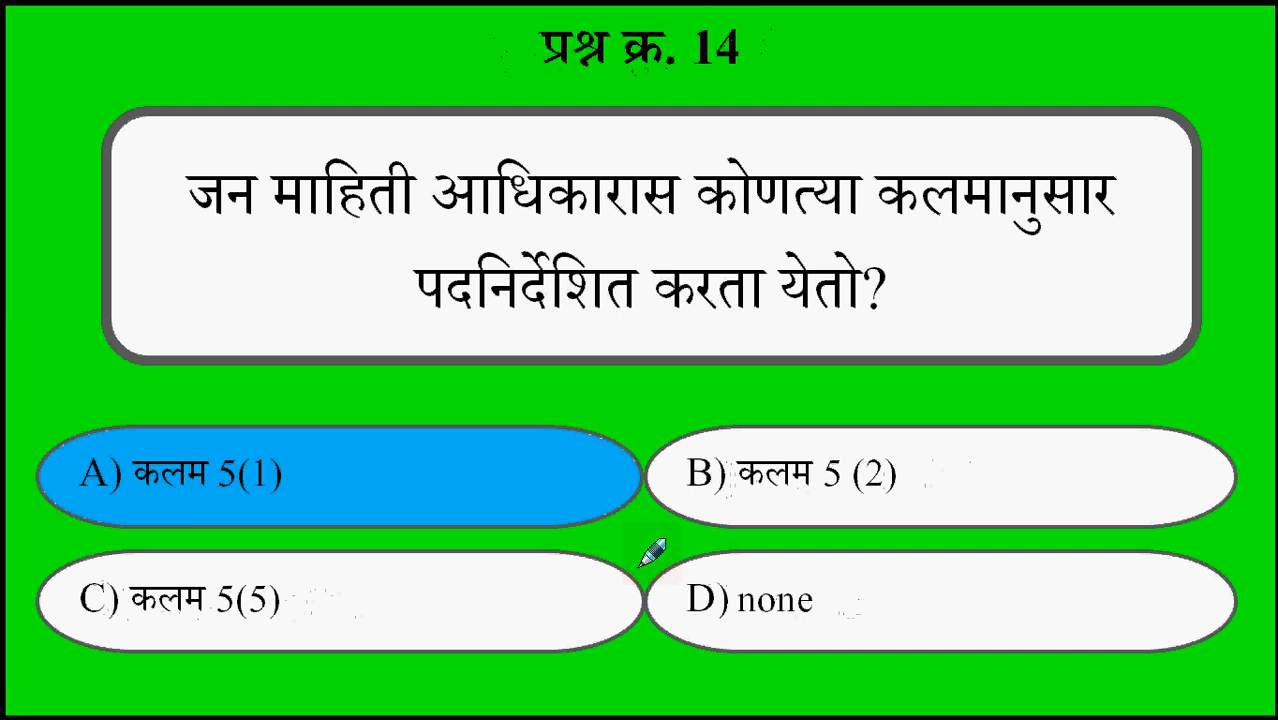 प्रश्न क्र. 14
जन माहिती आधिकारास कोणत्या कलमानुसार
पदनिर्देशित करता येतो?
A) कलम 5(1)
B) कलम 5 (2)
C) कलम 5(5)
D) none